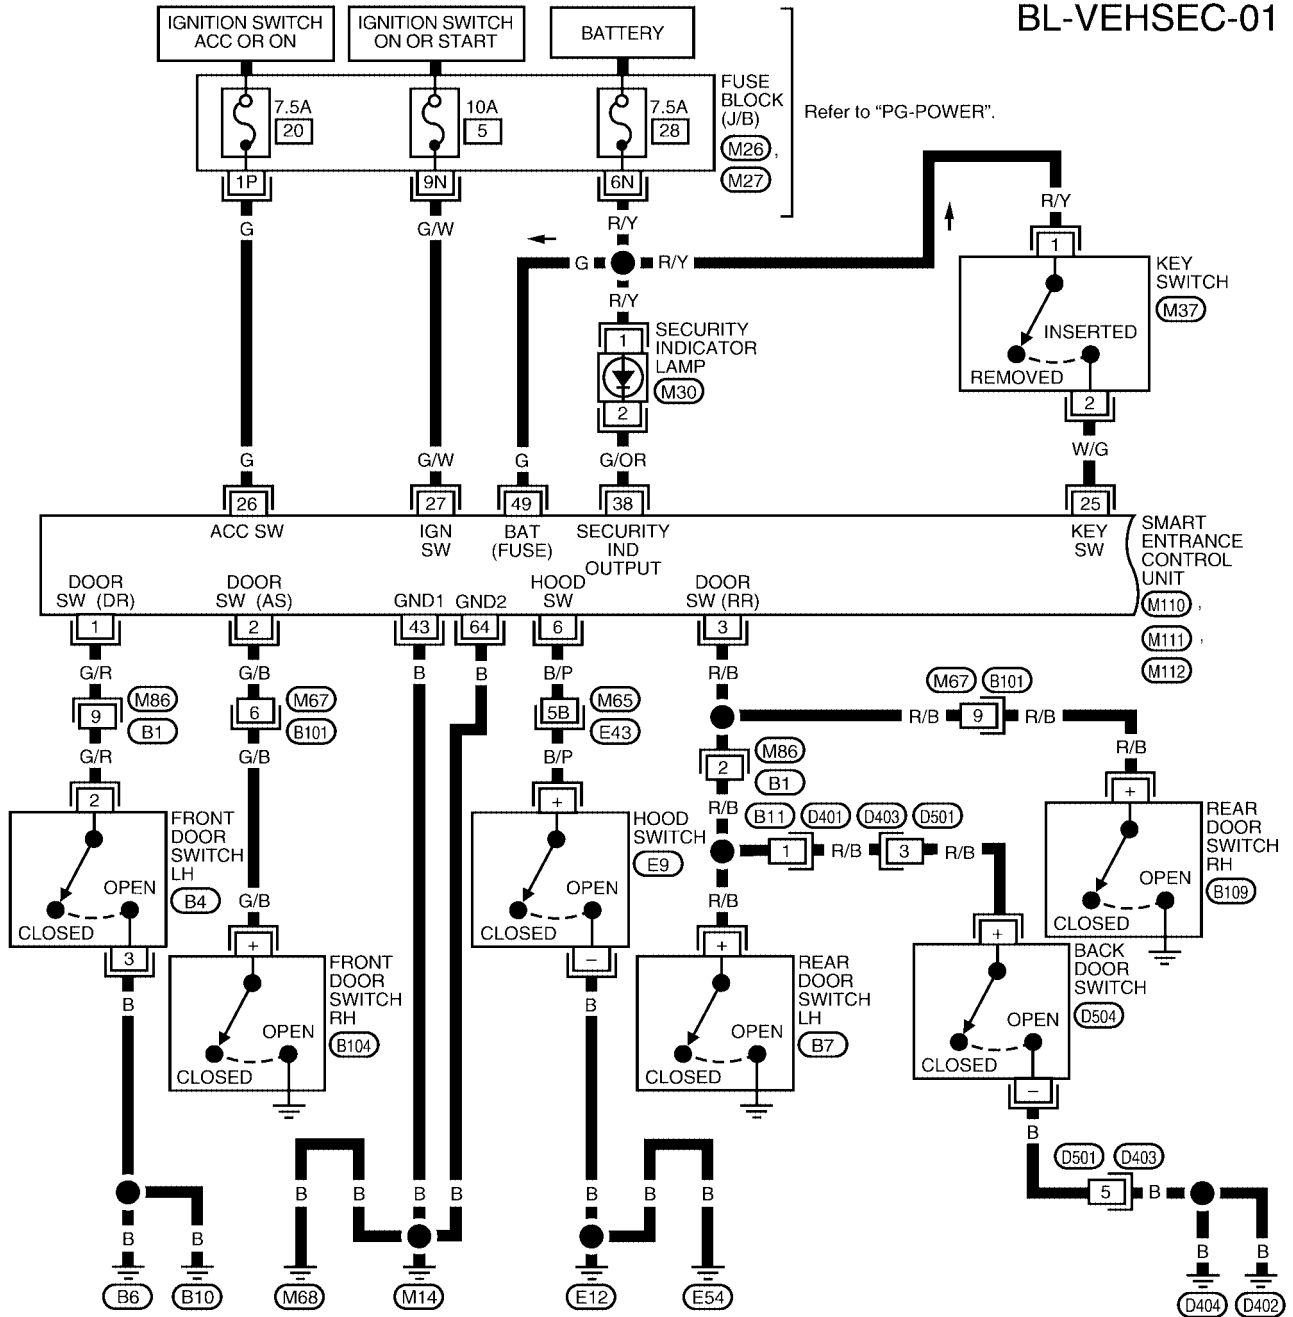 BL-VEHSEC-01
IGNITION SWITCH
ACC OR ON
IGNITION SWITCH
ON OR START
BATTERY
7.5A
20
10A
5
7.5A
28
FUSE
BLOCK
(J/B)
M26 ,
M27
Refer to “PG-POWER”.
1P
9N
6N
G
G/W
R/Y
G
R/Y
R/Y
R/Y
1
KEY
SWITCH
M37
INSERTED
REMOVED
2
W/G
1
SECURITY
INDICATOR
LAMP
M30
2
G
G/W
G
G/OR
26
27
49
38
25
ACC SW
IGN
SW
BAT
(FUSE)
SECURITY
IND
OUTPUT
KEY
SW
SMART
ENTRANCE
CONTROL
UNIT
M110 ,
M111 ,
M112
DOOR
SW (DR)
DOOR
SW (AS)
GND1
GND2
HOOD
SW
DOOR
SW (RR)
1
2
43
64
6
3
G/R
G/B
B
B
B/P
R/B
9
M86
B1
6
M67
B101
5B
M65
E43
M67
B101
R/B
9
R/B
R/B
G/R
G/B
B/P
2
M86
B1
R/B
2
FRONT
DOOR
SWITCH
LH
B4
OPEN
CLOSED
3
B
G/B
+
FRONT
DOOR
SWITCH
RH
B104
OPEN
CLOSED
+
HOOD
SWITCH
E9
OPEN
CLOSED
–
B
B11
D401
D403
D501
1
R/B
3
R/B
R/B
+
REAR
DOOR
SWITCH
LH
B7
OPEN
CLOSED
+
REAR
DOOR
SWITCH
RH
B109
OPEN
CLOSED
+
BACK
DOOR
SWITCH
D504
OPEN
CLOSED
–
B
D501
D403
5
B
B
B
B
B
B
B
B
B
B
B
B
B
B6
B10
M68
M14
E12
E54
D404
D402